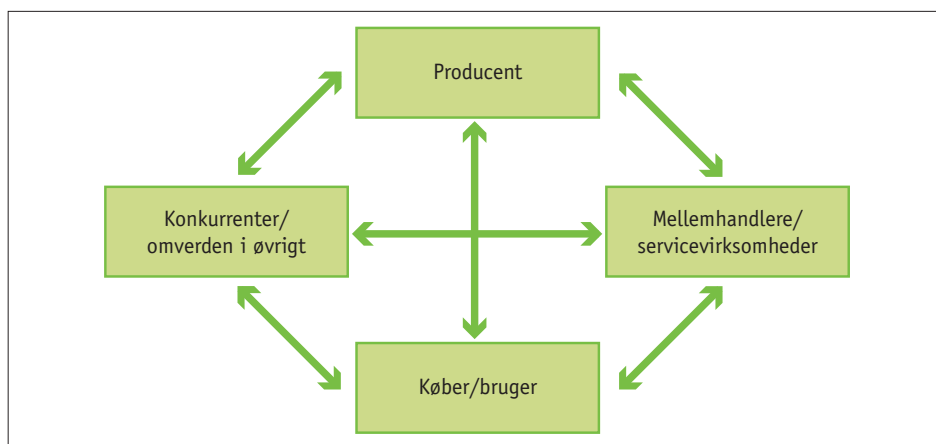 Producent
Konkurrenter/
omverden i øvrigt
Mellemhandlere/
servicevirksomheder
Køber/bruger